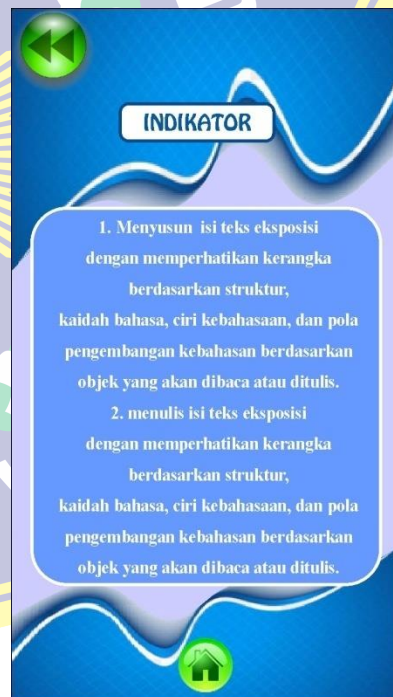 INDIKATOR
1. Menyusun isi teks eksposisi
dengan memperhatikan kerangka
berdasarkan struktur,
kaidah bahasa, ciri kebahasaan, dan pola
pengembangan kebahasan berdasarkan
objek yang akan dibaca atau ditulis.
2. menulis isi teks eksposisi
dengan memperhatikan kerangka
berdasarkan struktur,
kaidah bahasa, ciri kebahasaan, dan pola
pengembangan kebahasan berdasarkan
objek yang akan dibaca atau ditulis.